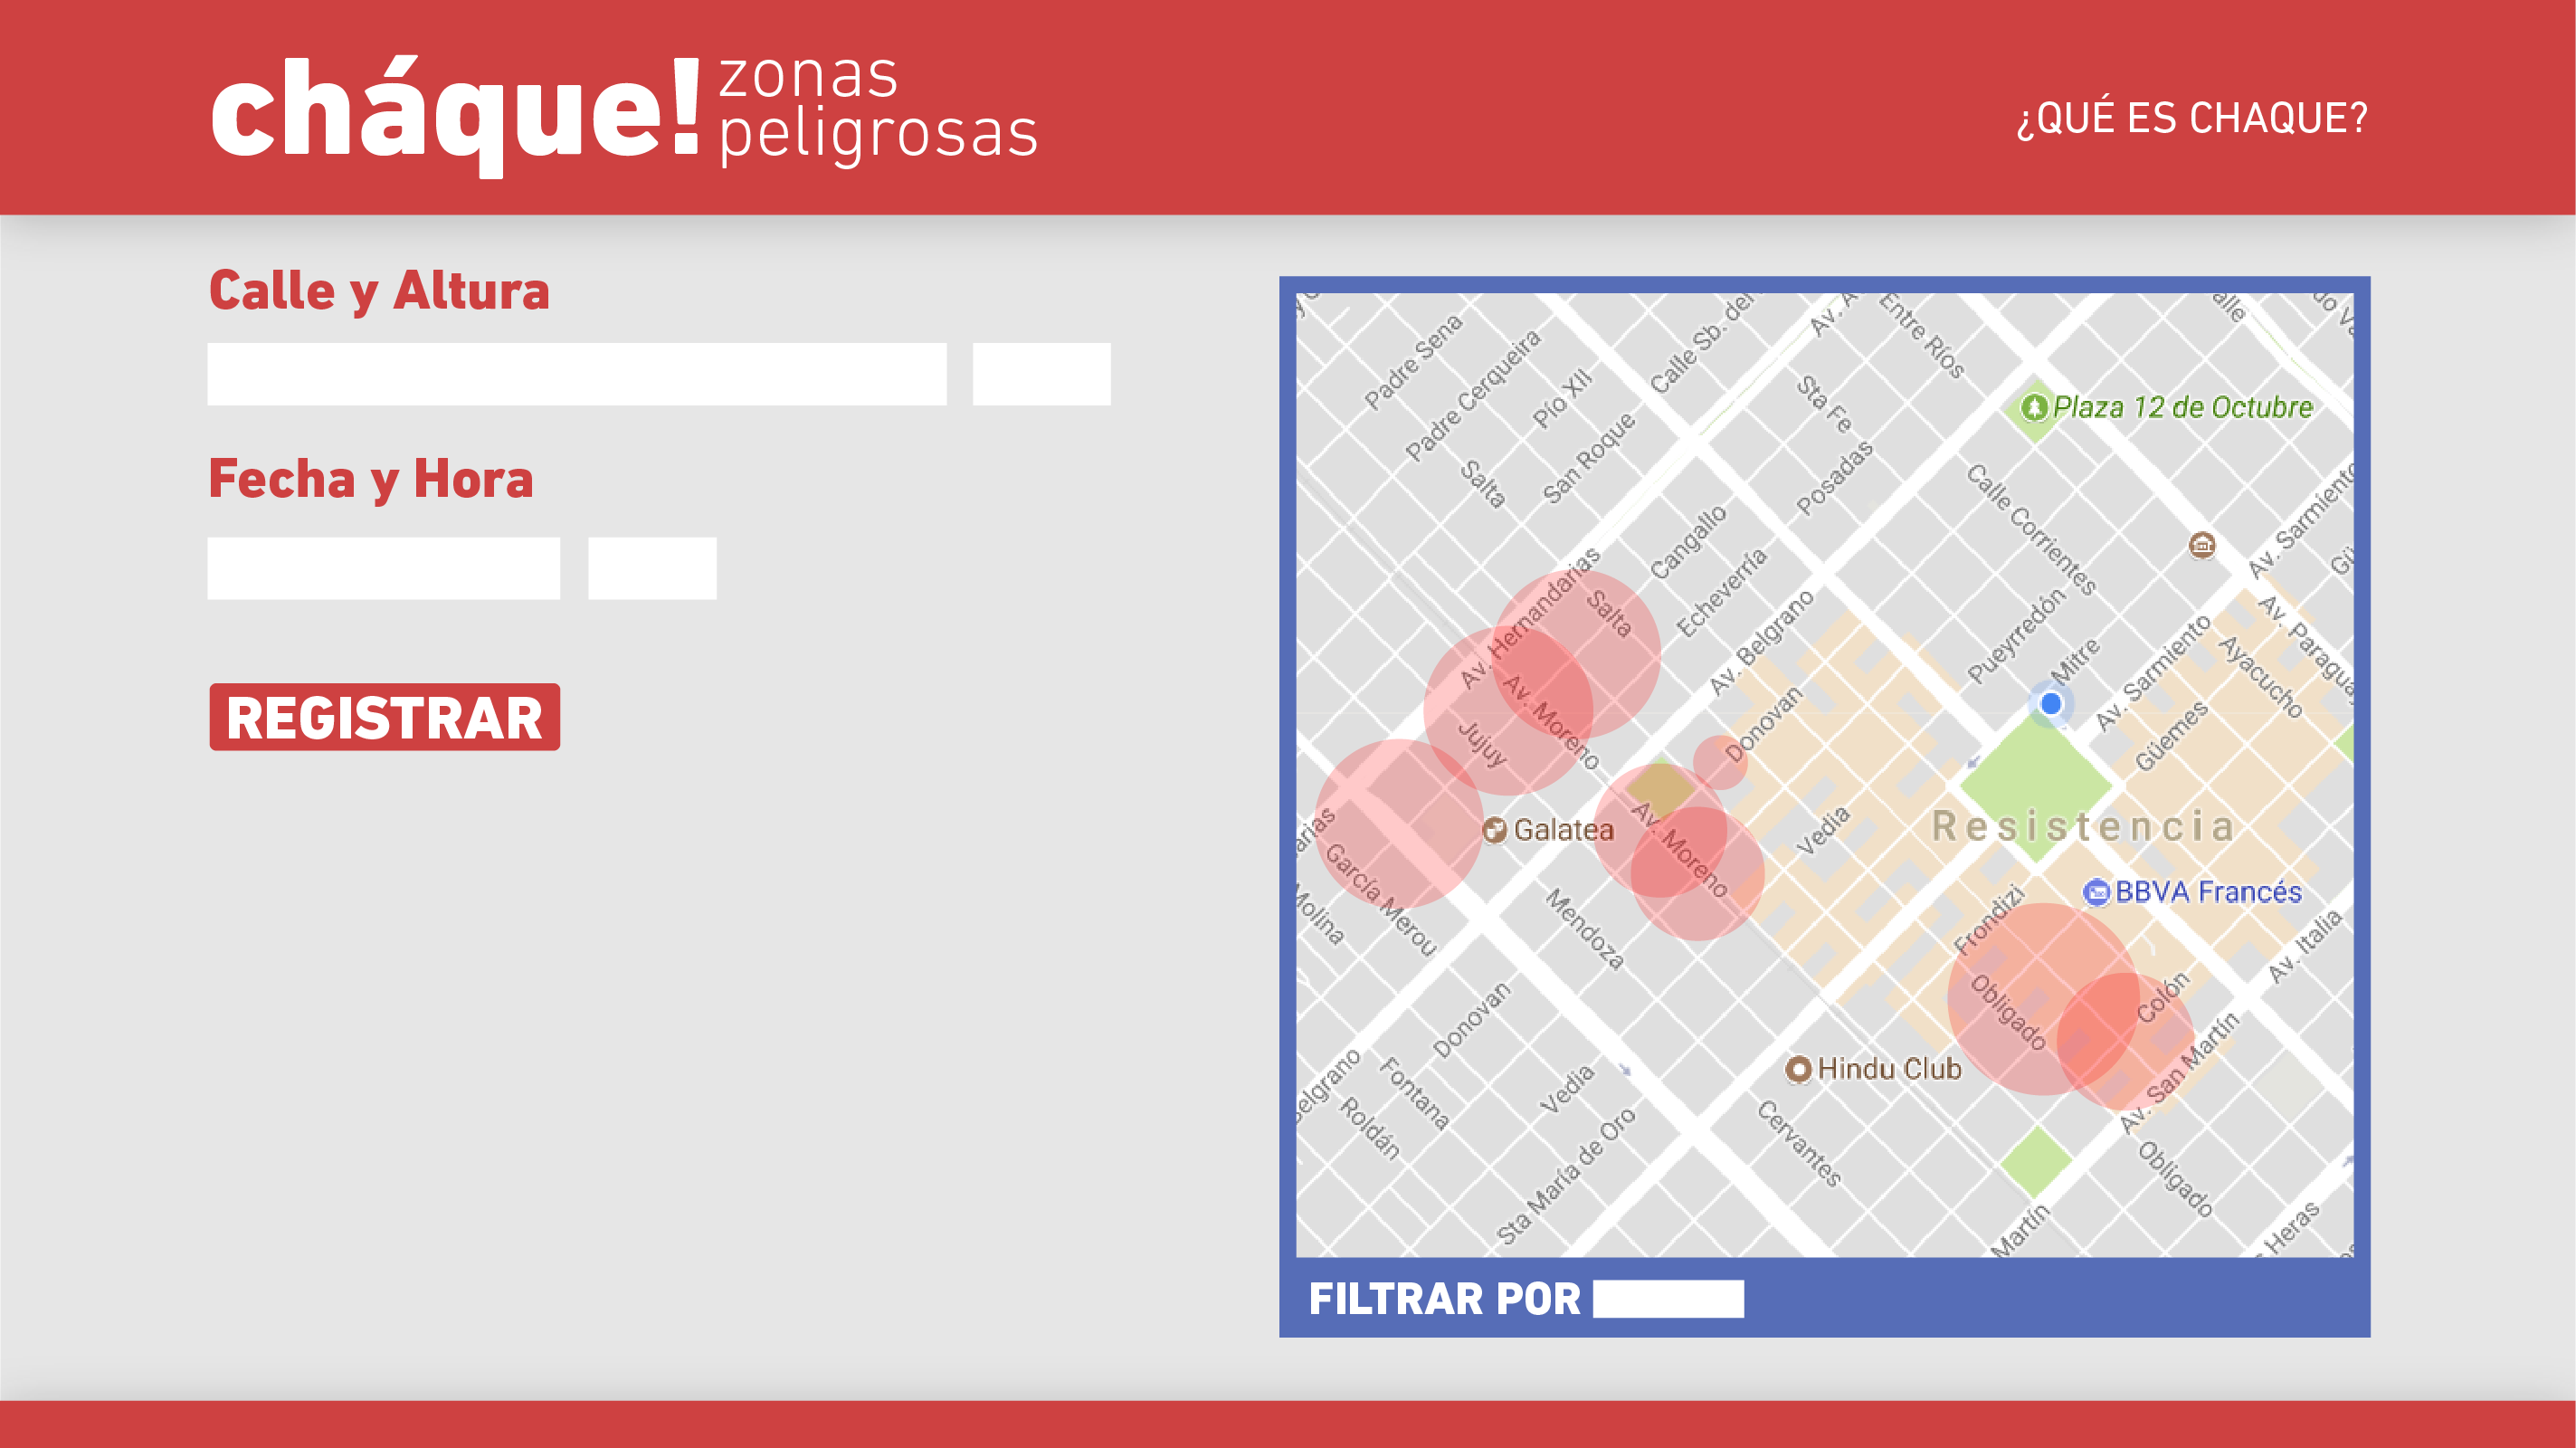 cháque! zonas
peligrosas
¿QUÉ ES CHAQUE?
Calle y Altura
Fecha y Hora
REGISTRAR
Padre Sena
Padre Cerqueira
Pío XII
Calle Sb. del
Av. A
Entre Ríos
alle
Plaza 12 de Octubre
Sta Fe
San Roque
Salta
Posadas
Calle Corrientes
Av. Sarmiento
Cangallo
Echeverría
Av. Hernandarias
Salta
Av. Belgrano
Pueyrredón
Mitre
Av. Sarmiento
Ayacucho
Güemes
Av. Moreno
Jujuy
Donovan
Galatea
Av. Moreno
Vedia
Resistencia
García Merou
Molina
arias
BBVA Francés
Mendoza
Frondizi
Av. Italia
Obligado
Colón
Av. San Martín
Donovan
Hindu Club
elgrano
Fontana
Roldán
Vedia
Sta María de Oro
Cervantes
Obligado
Martín
Heras
FILTRAR POR